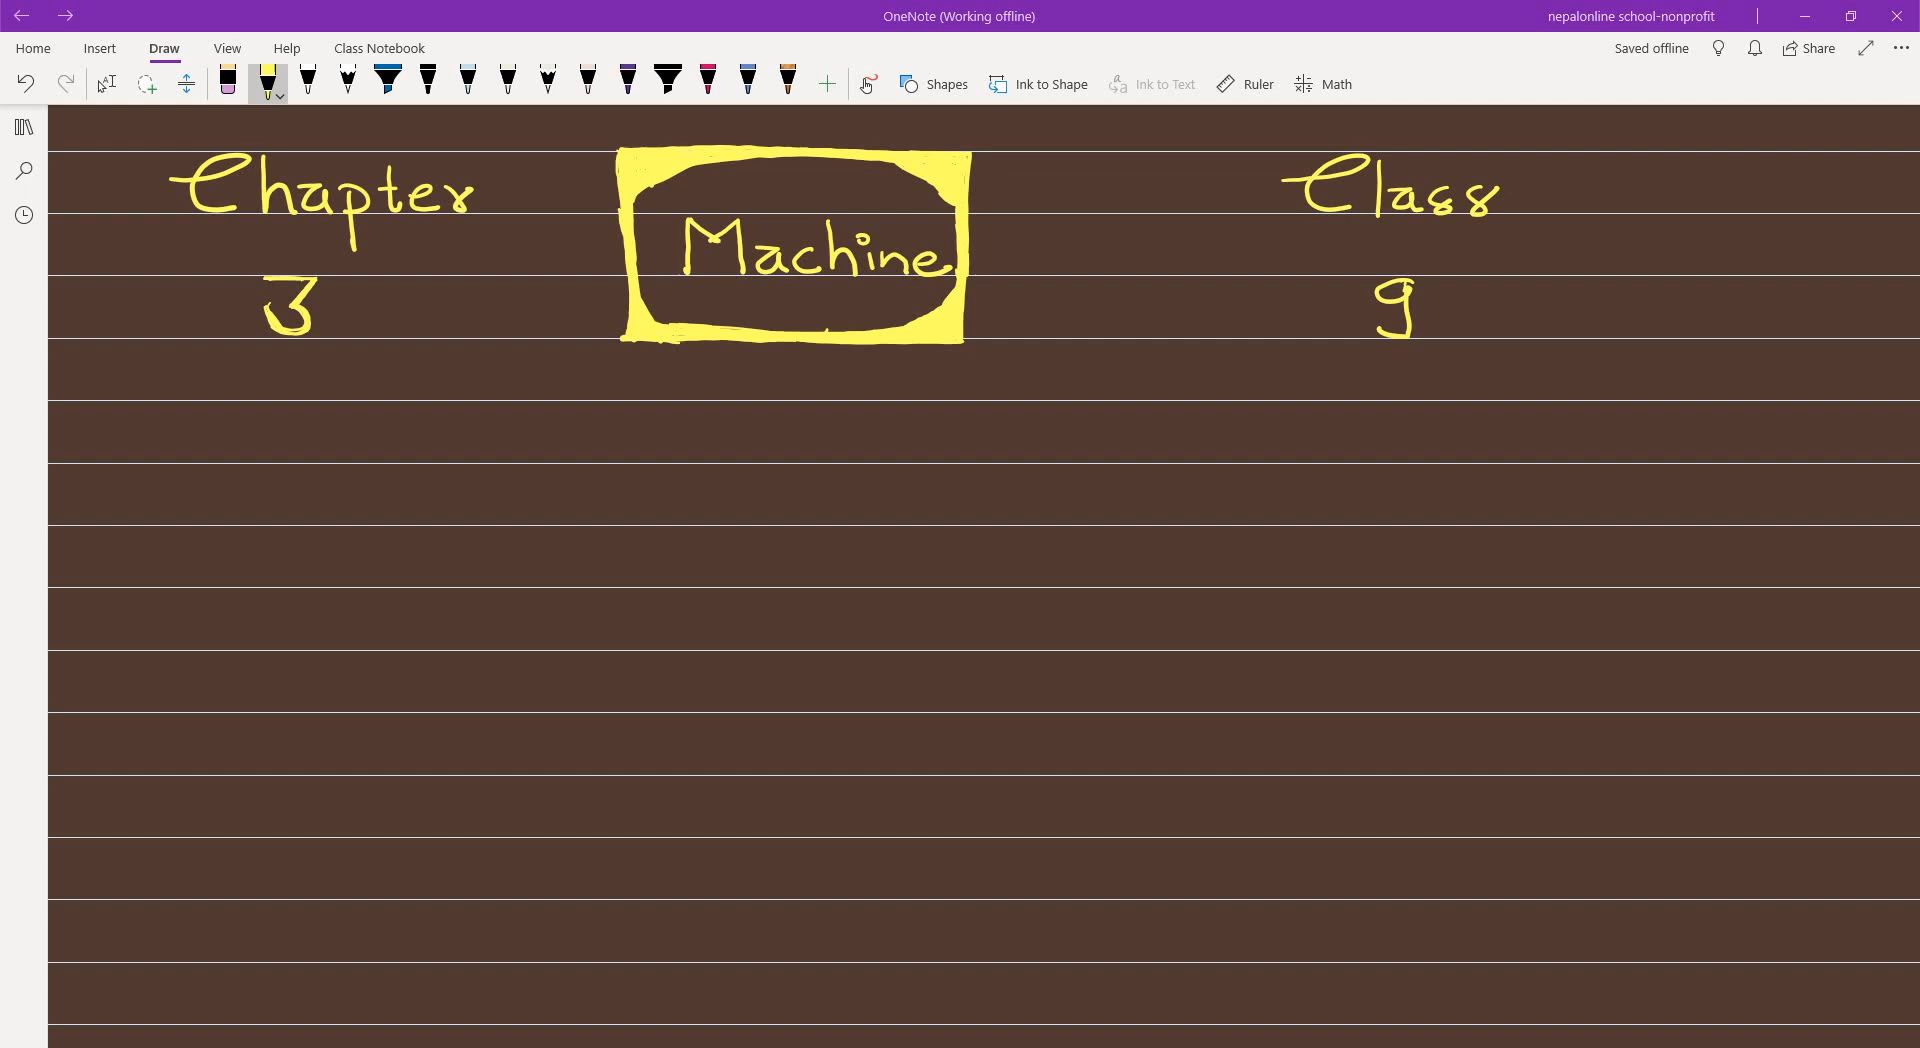 OneNote (Working offline)
nepalonline school-nonprofit
Home Insert Draw View Help Class Notebook
Saved offline Share
Shapes Ink to Shape Ink to Text Ruler Math
Chapter Machine Class
3 9